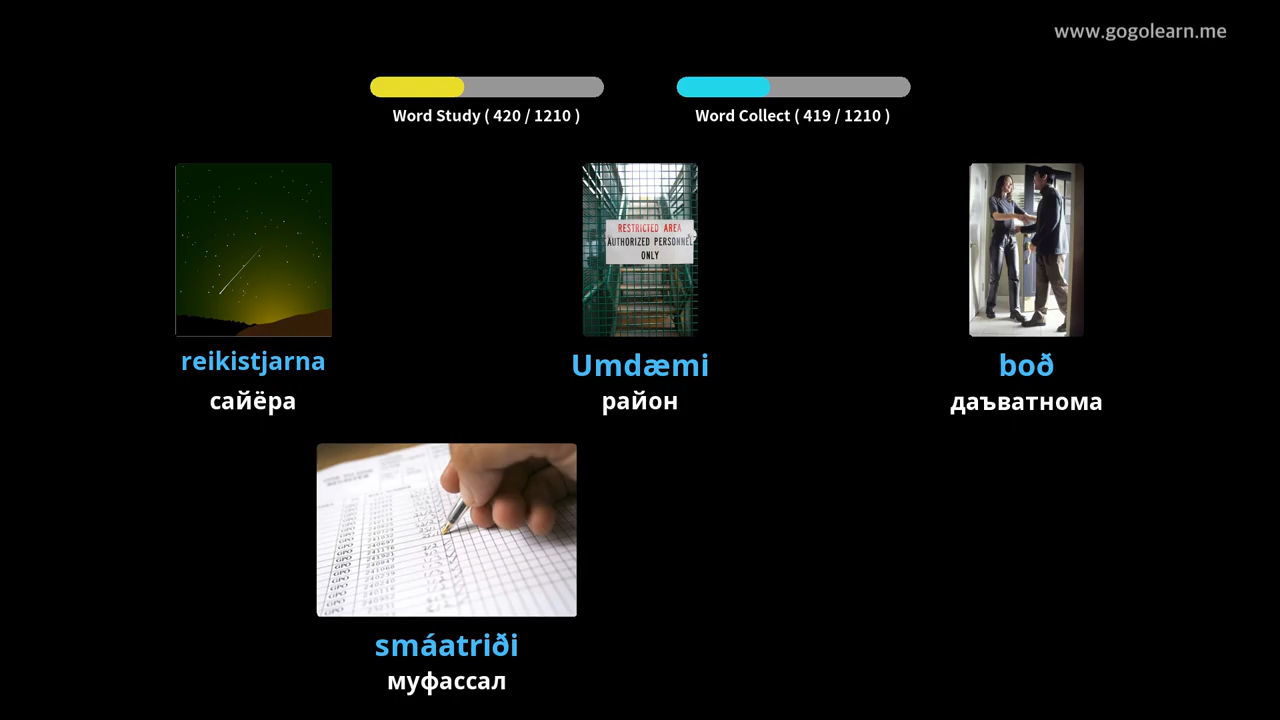 www.gogolearn.me
Word Study ( 420 / 1210 )
Word Collect ( 419 / 1210 )
RESTRICTED AREA
AUTHORIZED PERSONNEL
ONLY
reikistjarna
сайёра
Umdæmi
район
boð
даъватнома
smáatriði
муфассал